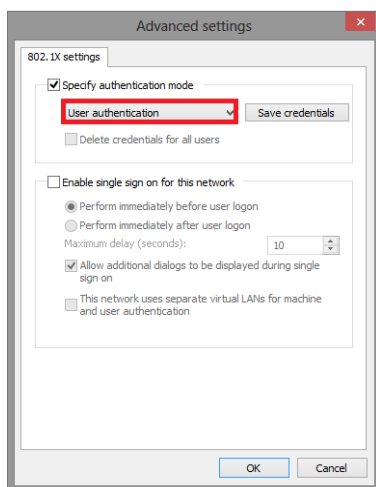 Advanced settings
802.1X settings
Specify authentication mode
User authentication
Save credentials
Delete credentials for all users
Enable single sign on for this network
Perform immediately before user logon
Perform immediately after user logon
Maximum delay (seconds):
10
Allow additional dialogs to be displayed during single
sign on
This network uses separate virtual LANs for machine
and user authentication
OK
Cancel